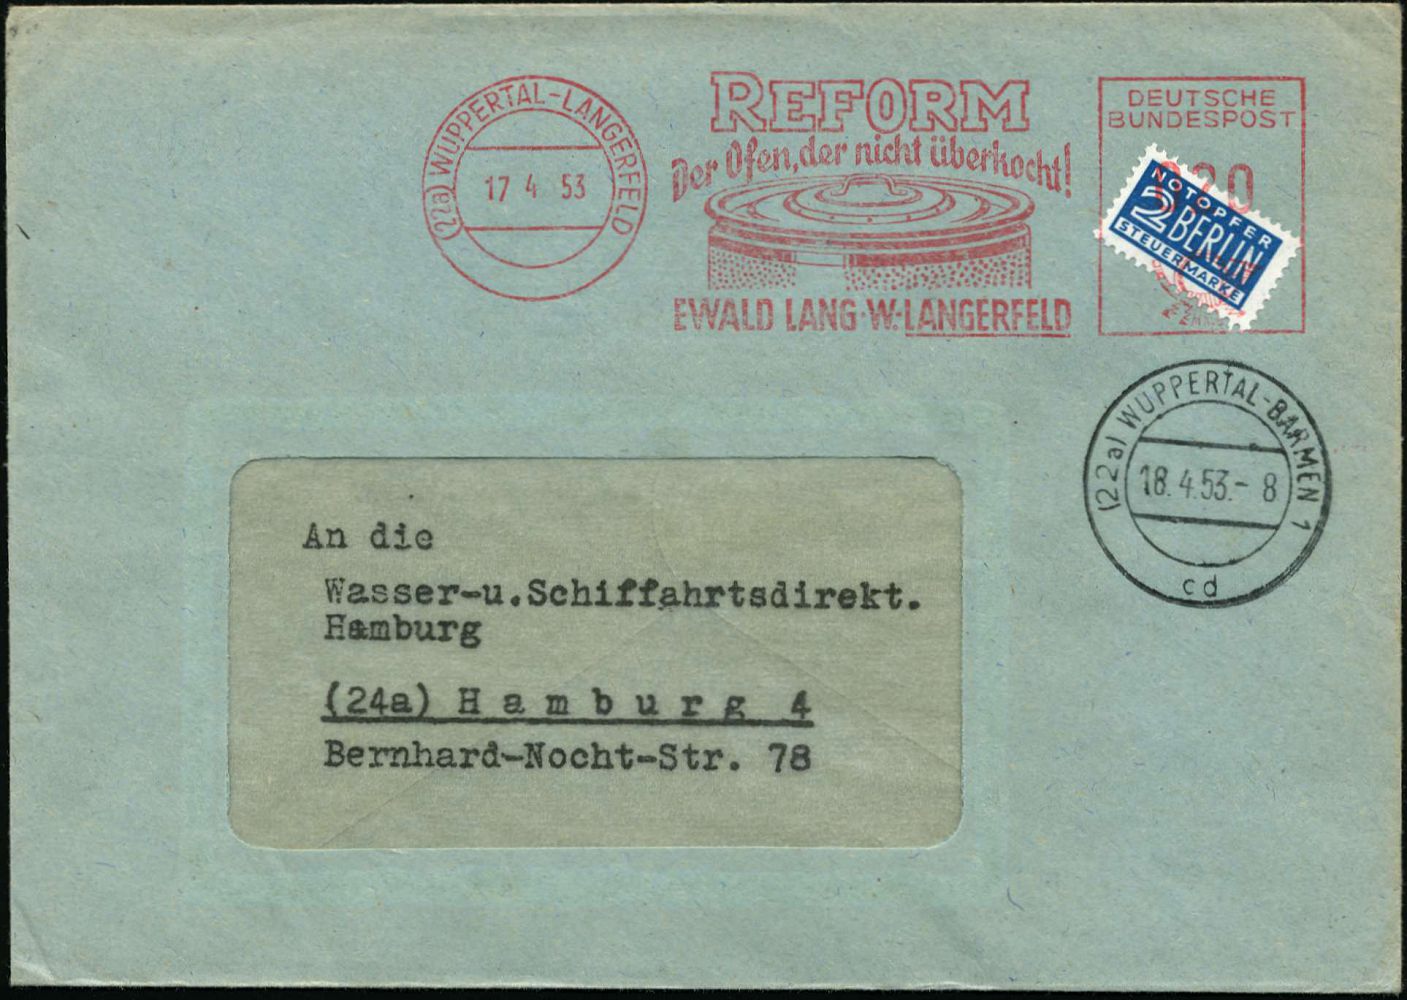 (22a) WUPPERTAL-LANGERFELD
17 4 53
REFORM
Der Ofen, der nicht überkocht!
EWALD LANG·W.-LANGERFELD
DEUTSCHE
BUNDESPOST
020
NOTOPFER
2 BERLIN
STEUERMARKE
(22a) WUPPERTAL-BARMEN 1
18.4.53.- 8
cd
An die
Wasser-u.Schiffahrtsdirekt.
Hamburg
(24a) Hamburg 4
Bernhard-Nocht-Str. 78